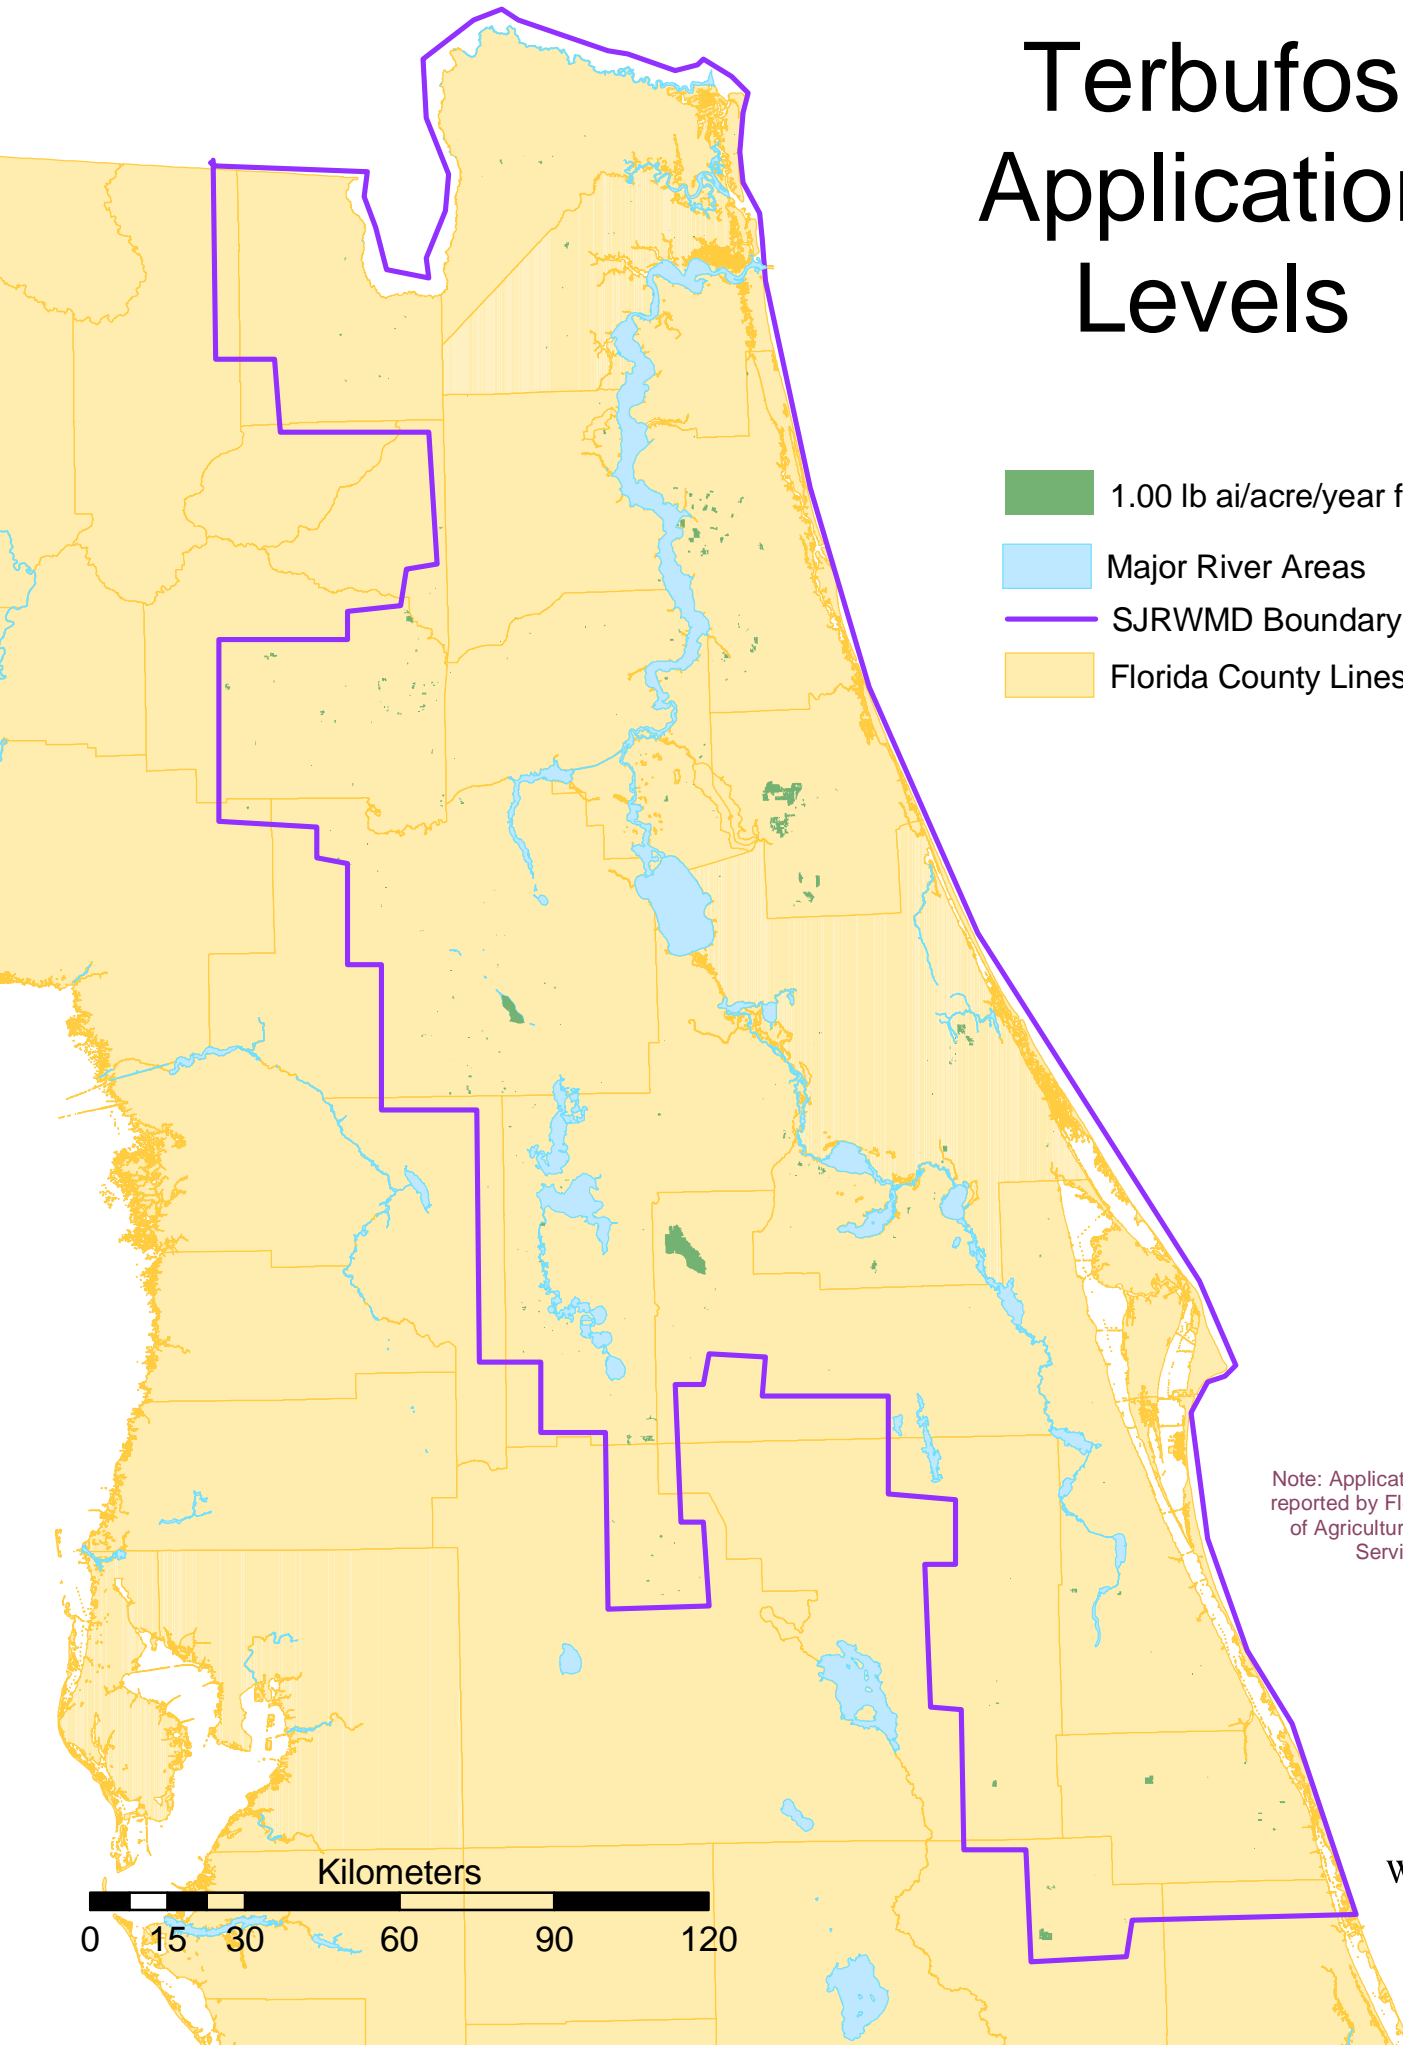 Terbufos
Application
Levels
1.00 lb ai/acre/year f
Major River Areas
SJRWMD Boundary
Florida County Lines
Note: Applicat
reported by Fl
of Agricultur
Servi
W
Kilometers
0 15 30 60 90 120